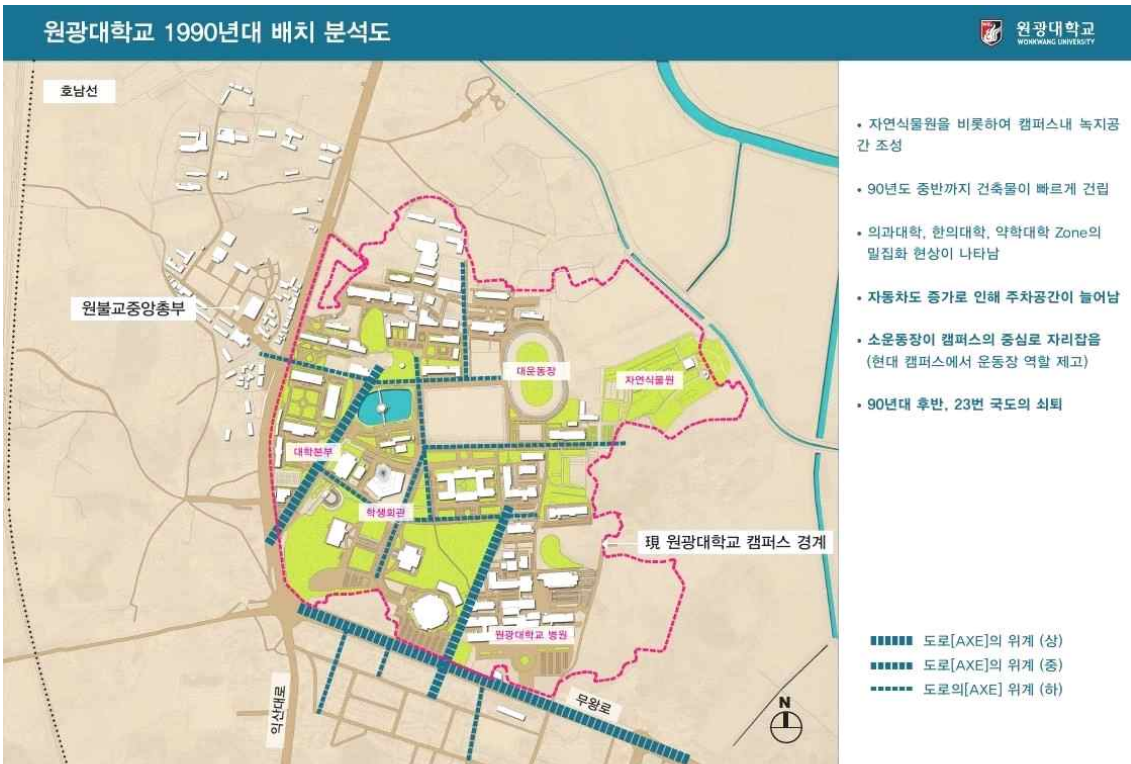 원광대학교 1990년대 배치 분석도
원광대학교
WONKWANG UNIVERSITY
호남선
원불교중앙총부
대운동장
자연식물원
대학본부
학생회관
現 원광대학교 캠퍼스 경계
원광대학교 병원
익산대로
무왕로
N
• 자연식물원을 비롯하여 캠퍼스내 녹지공
간 조성
• 90년도 중반까지 건축물이 빠르게 건립
• 의과대학, 한의대학, 약학대학 Zone의
밀집화 현상이 나타남
• 자동차도 증가로 인해 주차공간이 늘어남
• 소운동장이 캠퍼스의 중심로 자리잡음
(현대 캠퍼스에서 운동장 역할 제고)
• 90년대 후반, 23번 국도의 쇠퇴
도로[AXE]의 위계 (상)
도로[AXE]의 위계 (중)
도로의[AXE] 위계 (하)